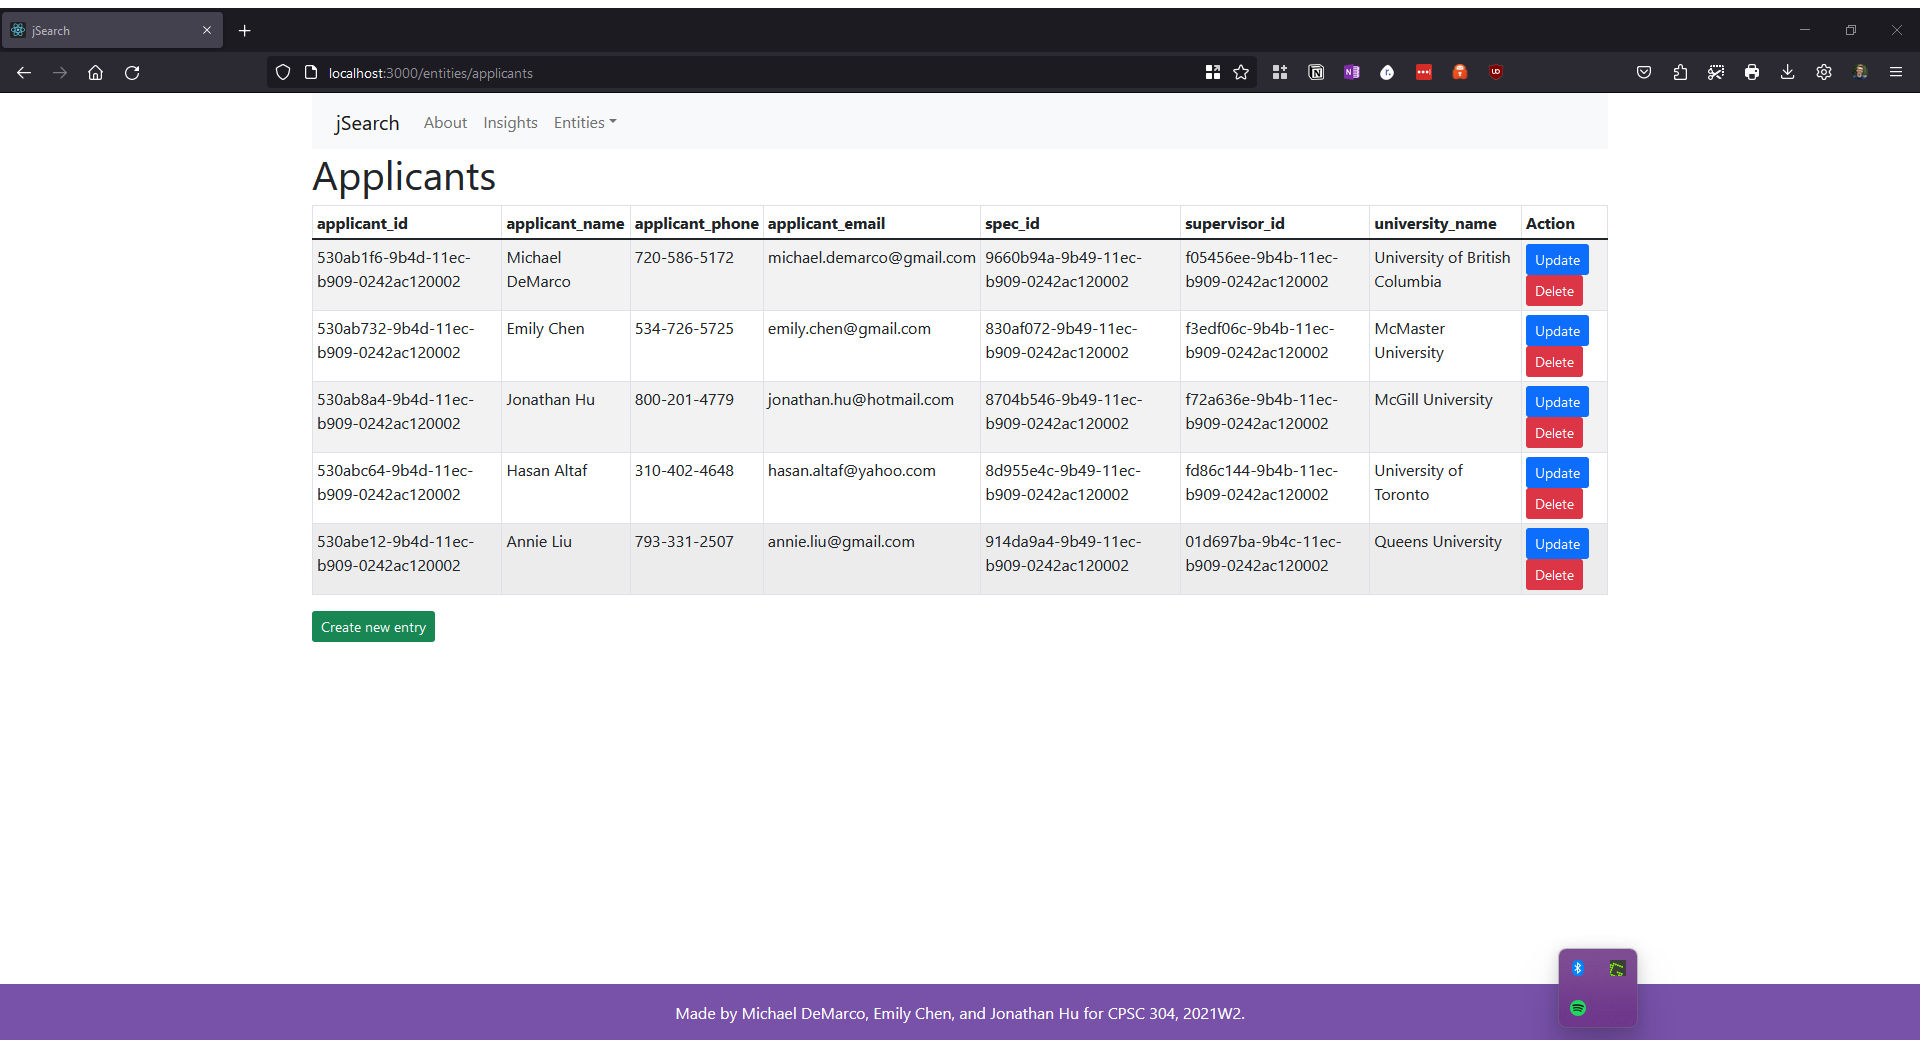 jSearch
localhost:3000/entities/applicants
jSearch About Insights Entities
Applicants
applicant_id applicant_name applicant_phone applicant_email spec_id supervisor_id university_name Action
530ab1f6-9b4d-11ec- Michael 720-586-5172 michael.demarco@gmail.com 9660b94a-9b49-11ec- f05456ee-9b4b-11ec- University of British Update
b909-0242ac120002 DeMarco b909-0242ac120002 b909-0242ac120002 Columbia Delete
530ab732-9b4d-11ec- Emily Chen 534-726-5725 emily.chen@gmail.com 830af072-9b49-11ec- f3edf06c-9b4b-11ec- McMaster Update
b909-0242ac120002 b909-0242ac120002 b909-0242ac120002 University Delete
530ab8a4-9b4d-11ec- Jonathan Hu 800-201-4779 jonathan.hu@hotmail.com 8704b546-9b49-11ec- f72a636e-9b4b-11ec- McGill University Update
b909-0242ac120002 b909-0242ac120002 b909-0242ac120002 Delete
530abc64-9b4d-11ec- Hasan Altaf 310-402-4648 hasan.altaf@yahoo.com 8d955e4c-9b49-11ec- fd86c144-9b4b-11ec- University of Update
b909-0242ac120002 b909-0242ac120002 b909-0242ac120002 Toronto Delete
530abe12-9b4d-11ec- Annie Liu 793-331-2507 annie.liu@gmail.com 914da9a4-9b49-11ec- 01d697ba-9b4c-11ec- Queens University Update
b909-0242ac120002 b909-0242ac120002 b909-0242ac120002 Delete
Create new entry
Made by Michael DeMarco, Emily Chen, and Jonathan Hu for CPSC 304, 2021W2.